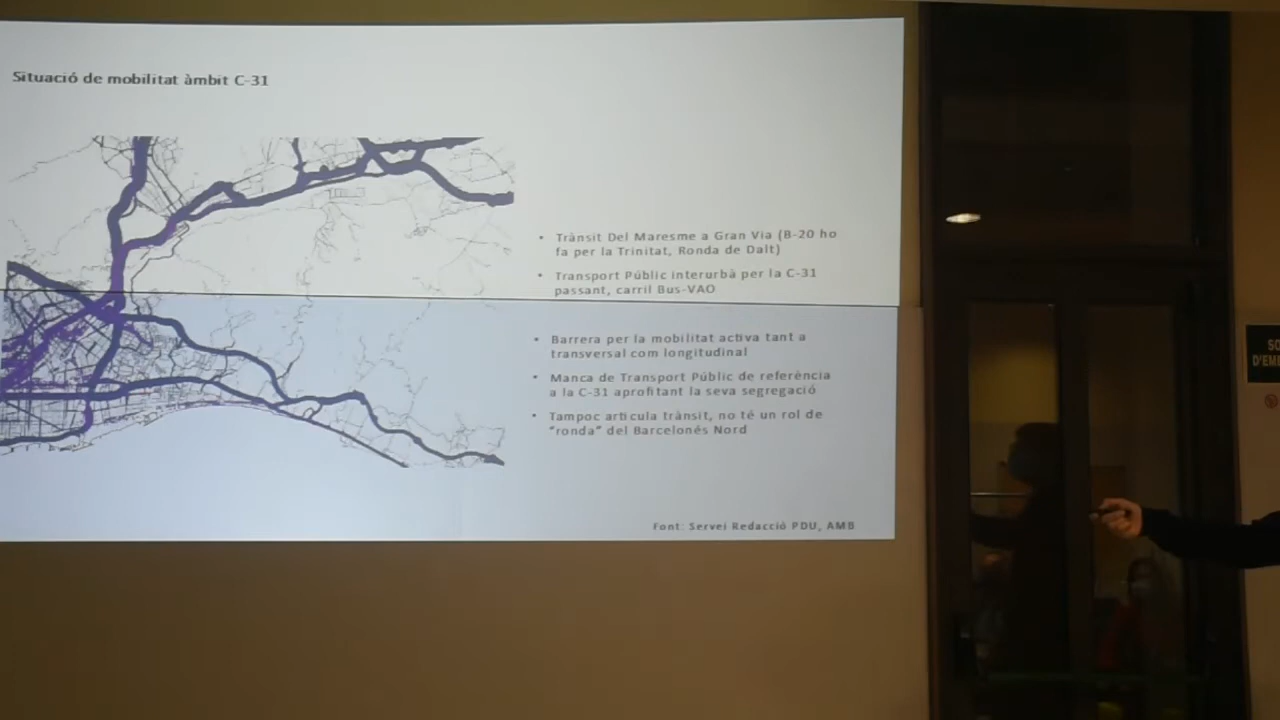 Situació de mobilitat àmbit C-31
• Trànsit Del Maresme a Gran Via (B-20 ho
fa per la Trinitat, Ronda de Dalt)
• Transport Públic interurbà per la C-31
passant, carril Bus-VAO
• Barrera per la mobilitat activa tant a
transversal com longitudinal
• Manca de Transport Públic de referència
a la C-31 aprofitant la seva segregació
• Tampoc articula trànsit, no té un rol de
“ronda” del Barcelonés Nord
Font: Servei Redacció PDU, AMB